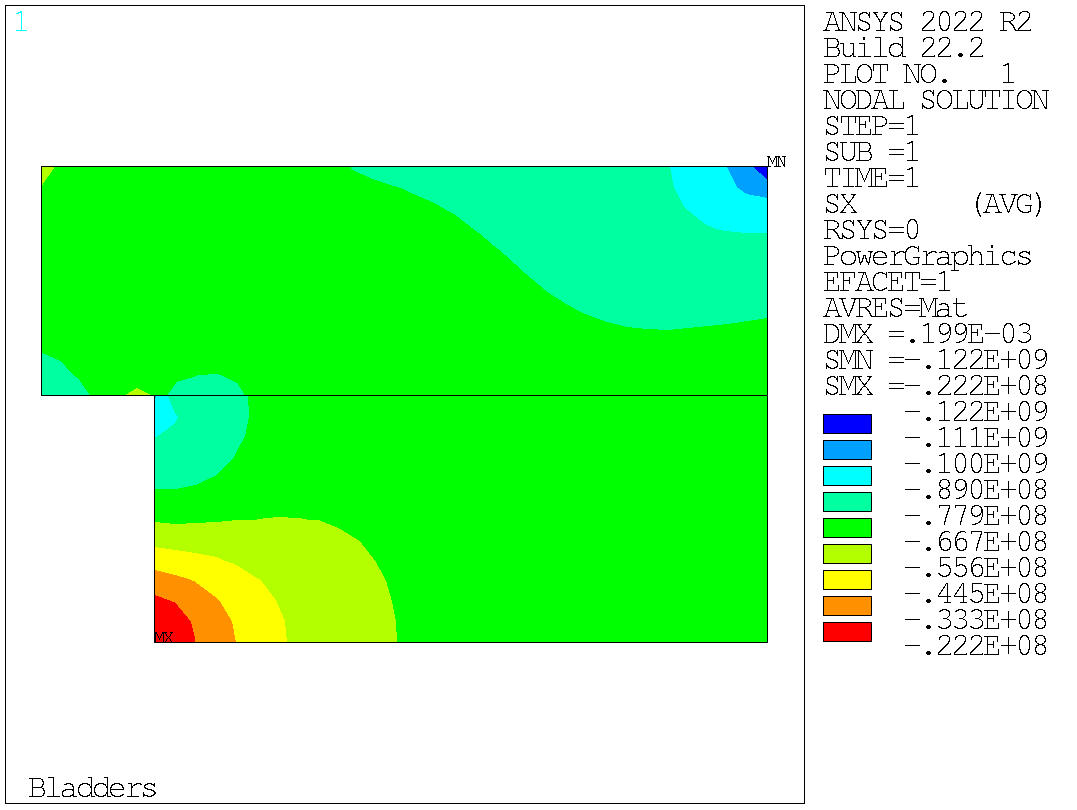 1
ANSYS 2022 R2
Build 22.2
PLOT NO. 1
NODAL SOLUTION
STEP=1
SUB =1
TIME=1
SX (AVG)
RSYS=0
PowerGraphics
EFACET=1
AVRES=Mat
DMX =.199E-03
SMN =-.122E+09
SMX =-.222E+08
-.122E+09
-.111E+09
-.100E+09
-.890E+08
-.779E+08
-.667E+08
-.556E+08
-.445E+08
-.333E+08
-.222E+08
MN
MX
Bladders